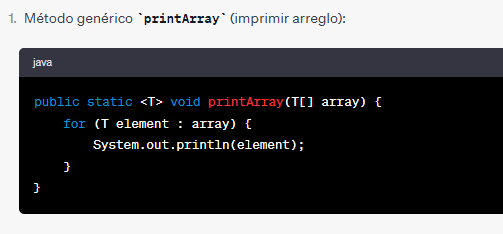 1. Método genérico `printArray` (imprimir arreglo):
java
public static <T> void printArray(T[] array) {
    for (T element : array) {
        System.out.println(element);
    }
}